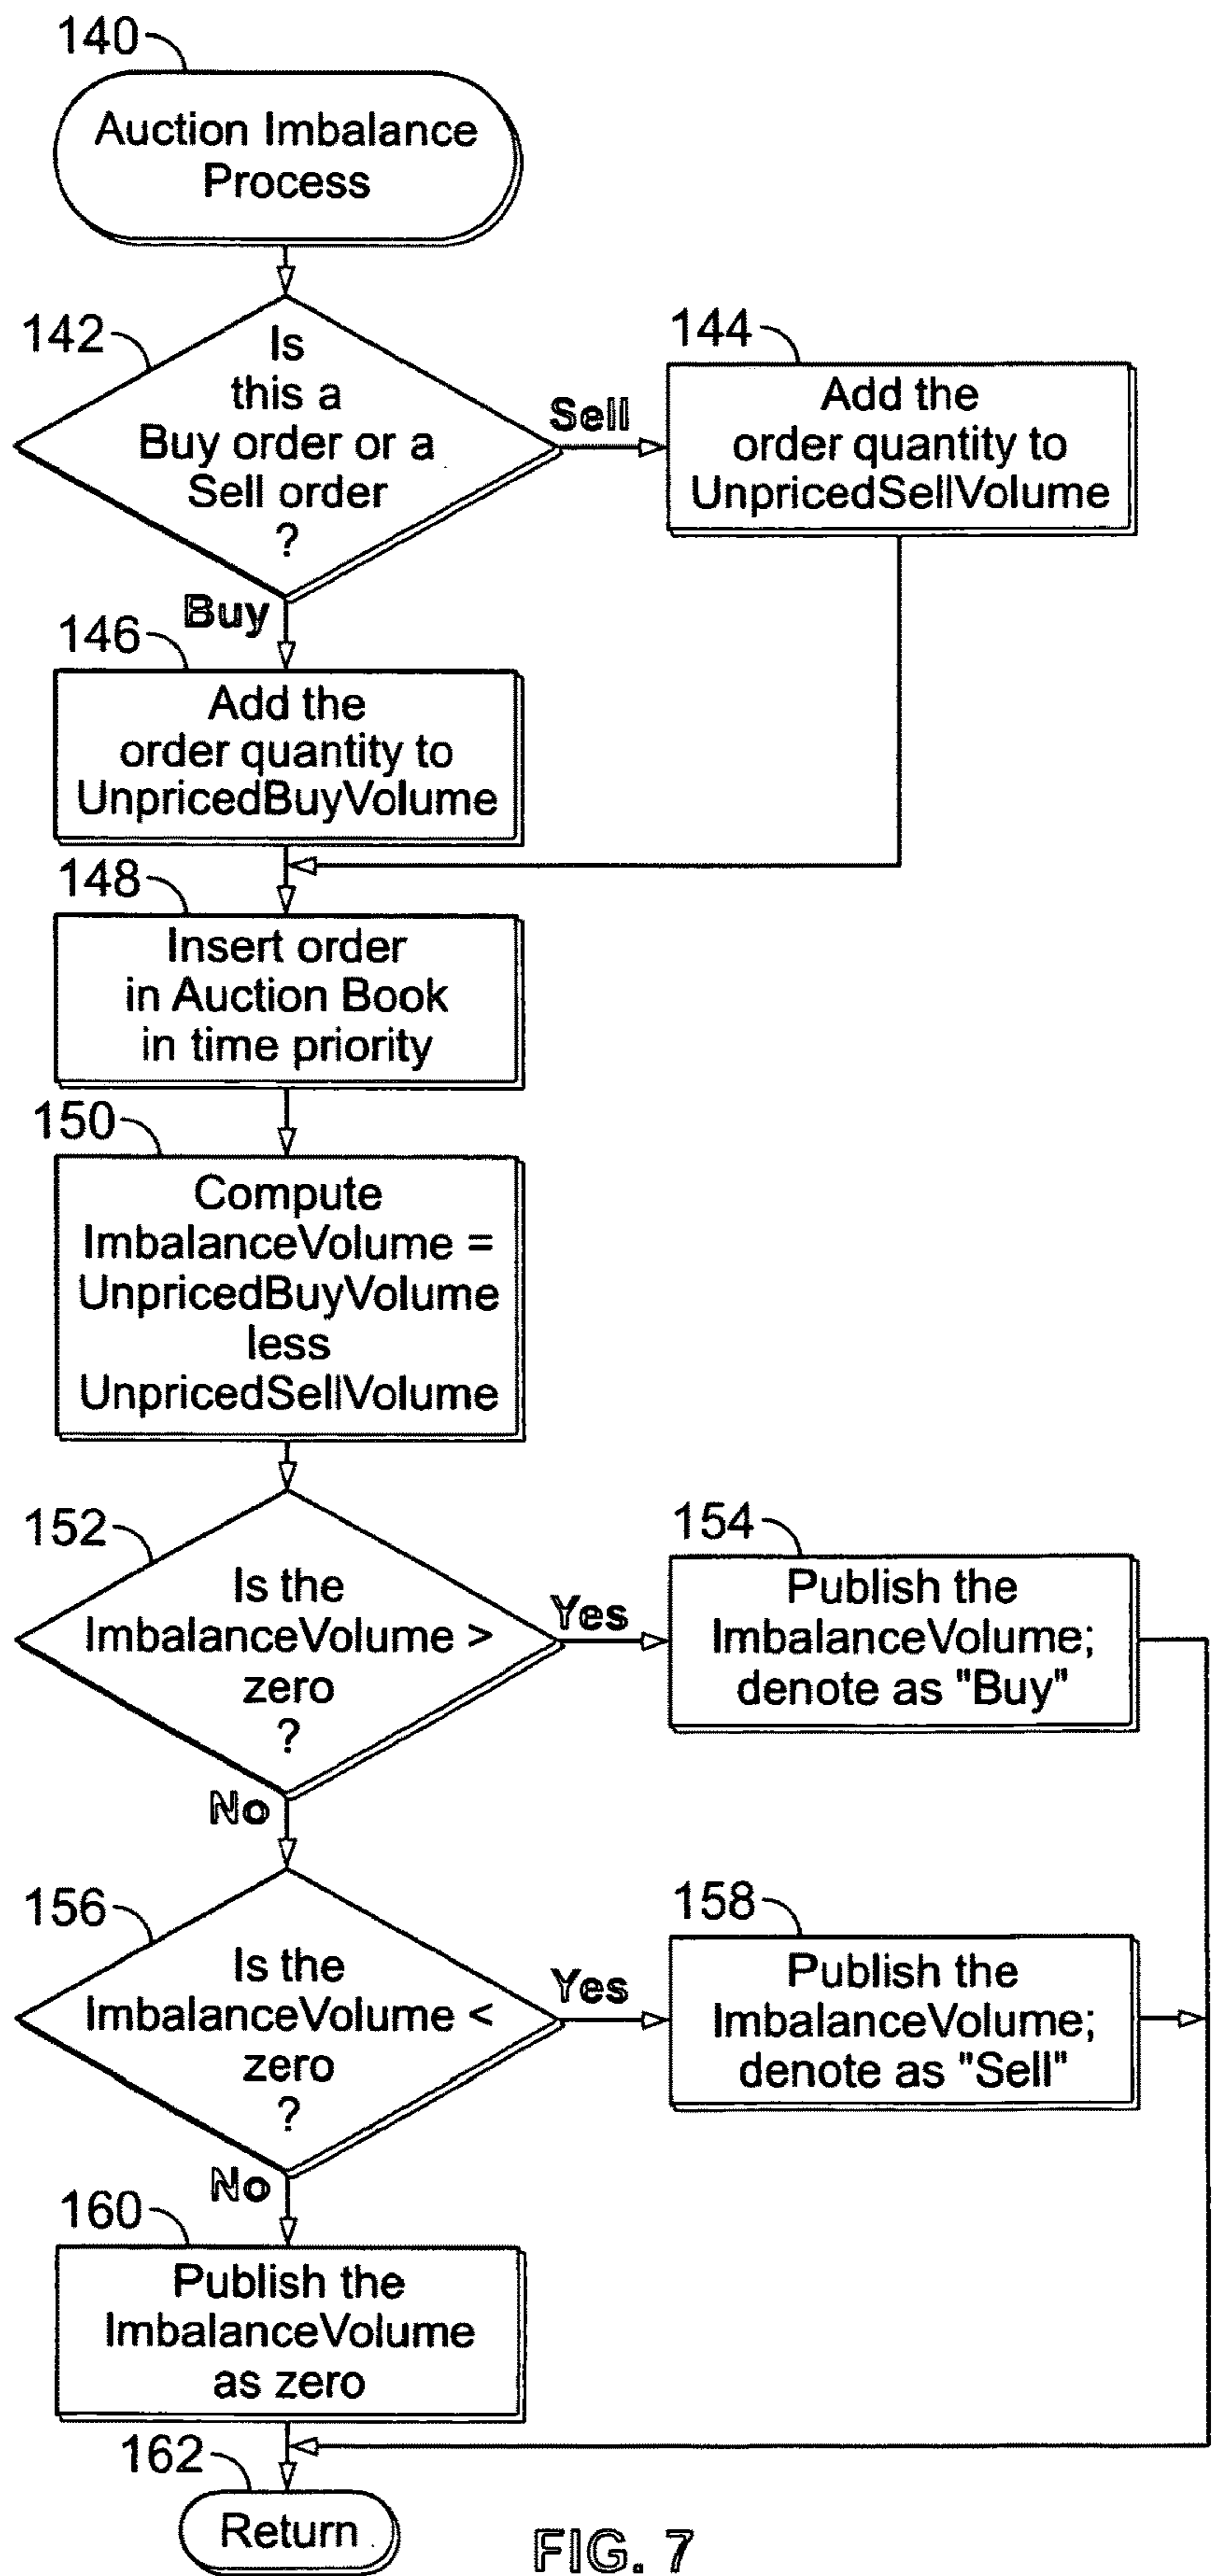 140
Auction Imbalance
Process
142
Is
this a
Buy order or a
Sell order
?
Sell
144
Add the
order quantity to
UnpricedSellVolume
Buy
146
Add the
order quantity to
UnpricedBuyVolume
148
Insert order
in Auction Book
in time priority
150
Compute
ImbalanceVolume =
UnpricedBuyVolume
less
UnpricedSellVolume
152
Is the
ImbalanceVolume >
zero
?
Yes
154
Publish the
ImbalanceVolume;
denote as "Buy"
No
156
Is the
ImbalanceVolume <
zero
?
Yes
158
Publish the
ImbalanceVolume;
denote as "Sell"
No
160
Publish the
ImbalanceVolume
as zero
162
Return
FIG. 7